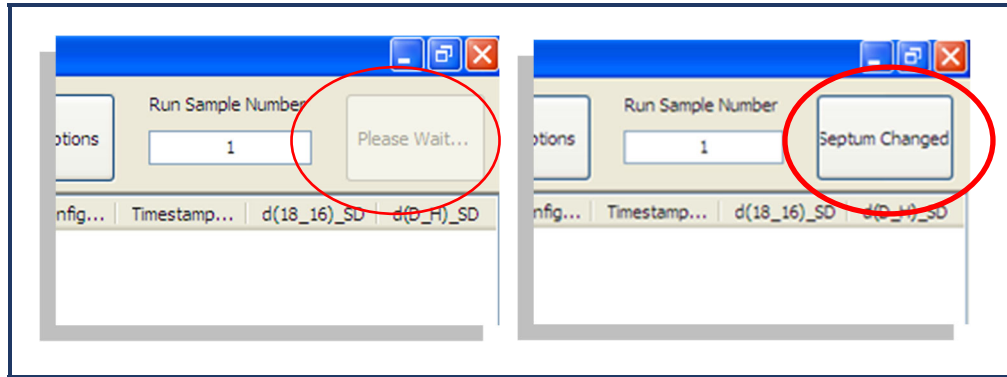 Run Sample Number
ptions
1
Please Wait...
nfig... Timestamp... d(18_16)_SD d(D_H)_SD
Run Sample Number
ptions
1
Septum Changed
nfig... Timestamp... d(18_16)_SD d(D_H)_SD